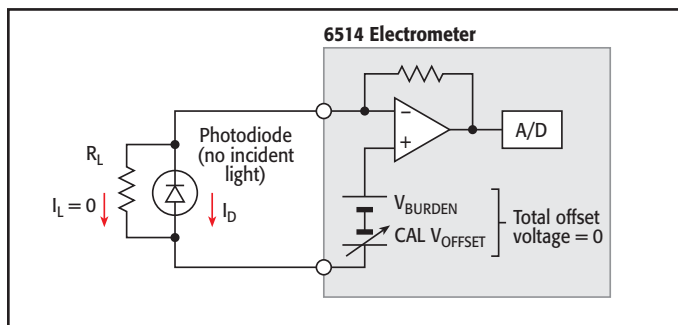 6514 Electrometer
Photodiode
(no incident
light)
R_L
I_L = 0
I_D
−
+
A/D
V_BURDEN
CAL V_OFFSET
Total offset
voltage = 0